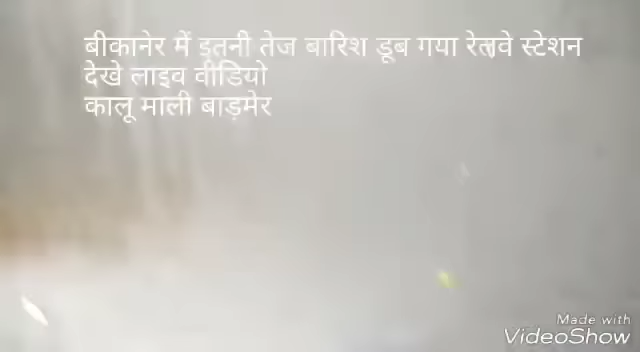 बीकानेर में इतनी तेज बारिश डूब गया रेलवे स्टेशन
देखे लाइव वीडियो
कालू माली बाड़मेर
Made with
VideoShow